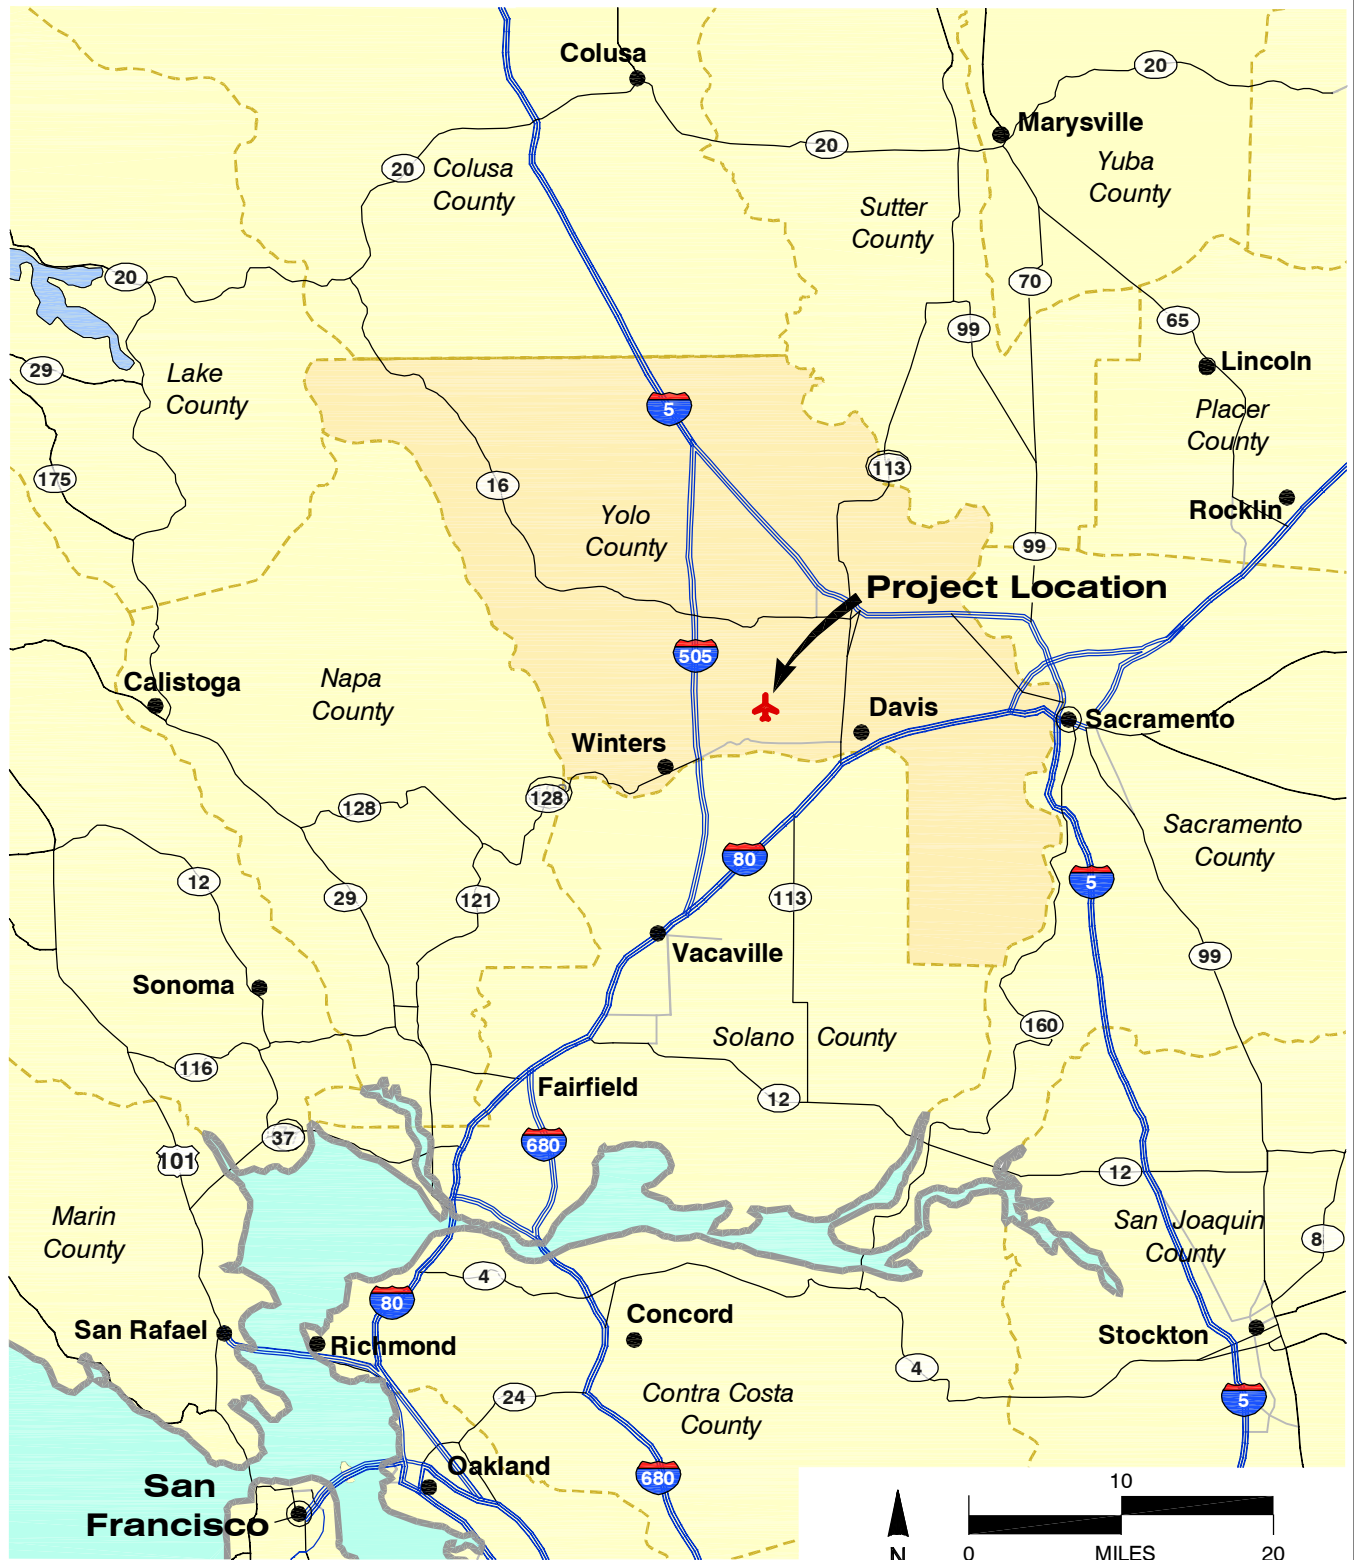 Colusa
20
Marysville
20
20
Colusa
County
Yuba
County
Sutter
County
20
70
99
65
29
Lake
County
Lincoln
5
Placer
County
113
175
16
Rocklin
Yolo
County
99
Project Location
505
Calistoga
Napa
County
Davis
Sacramento
Winters
128
128
Sacramento
County
80
12
29
121
113
5
Vacaville
99
Sonoma
160
Solano County
116
Fairfield
12
37
680
101
12
Marin
County
San Joaquin
County
8
4
80
Concord
San Rafael
Richmond
Stockton
4
24
Contra Costa
County
5
Oakland
680
San
Francisco
10
N
0 MILES 20